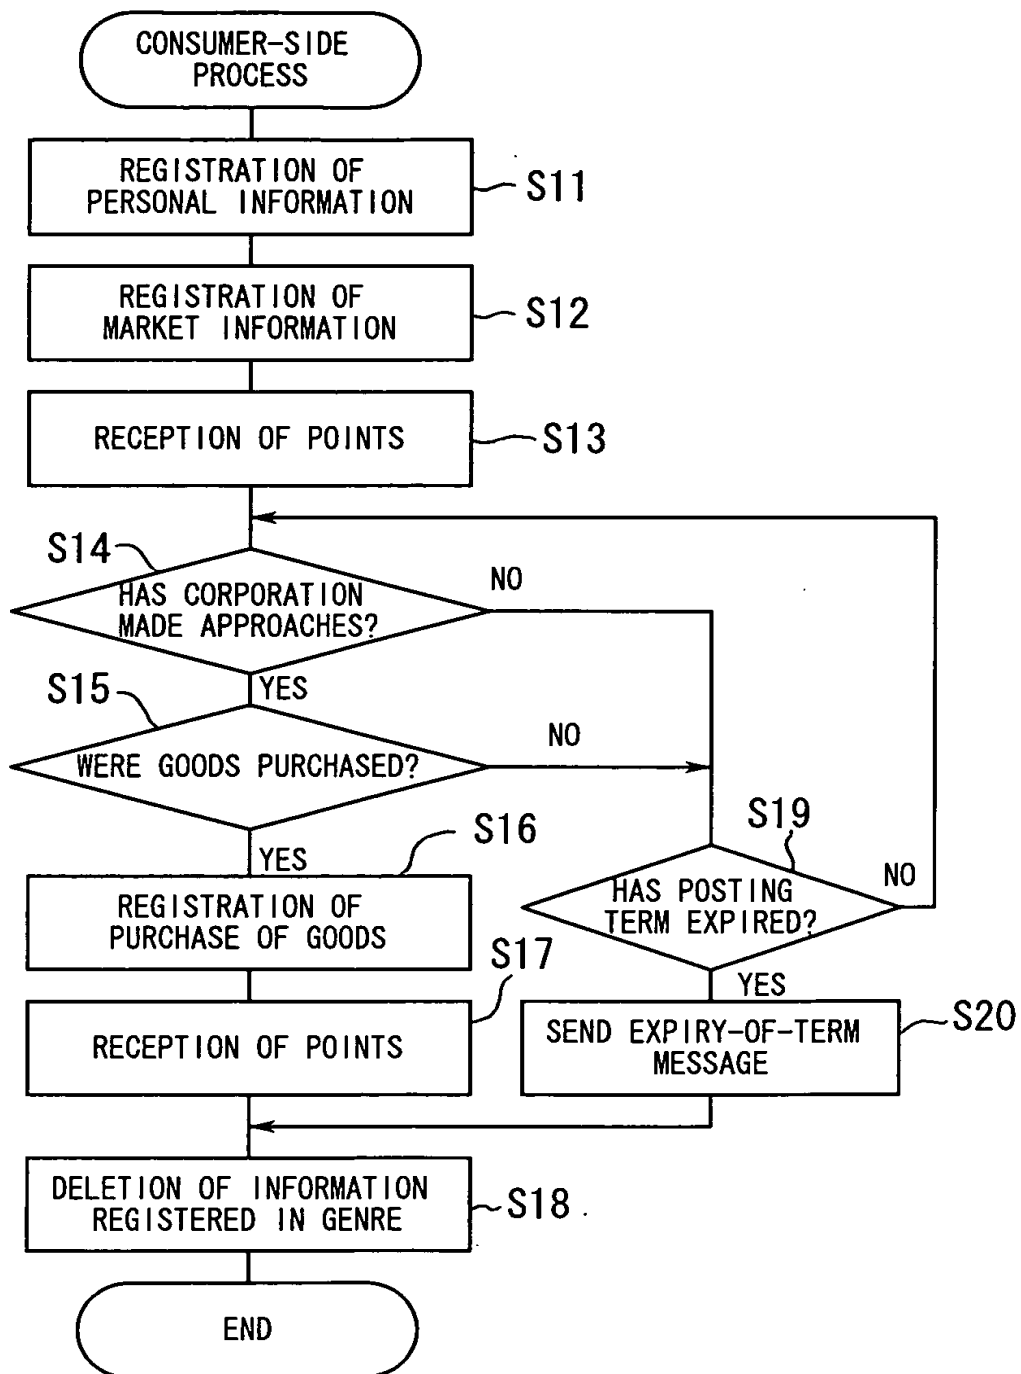 CONSUMER-SIDE
PROCESS
REGISTRATION OF
PERSONAL INFORMATION
S11
REGISTRATION OF
MARKET INFORMATION
S12
RECEPTION OF POINTS
S13
S14
HAS CORPORATION
MADE APPROACHES?
NO
YES
S15
WERE GOODS PURCHASED?
NO
YES
S16
REGISTRATION OF
PURCHASE OF GOODS
S19
HAS POSTING
TERM EXPIRED?
NO
YES
S17
RECEPTION OF POINTS
SEND EXPIRY-OF-TERM
MESSAGE
S20
DELETION OF INFORMATION
REGISTERED IN GENRE
S18
END